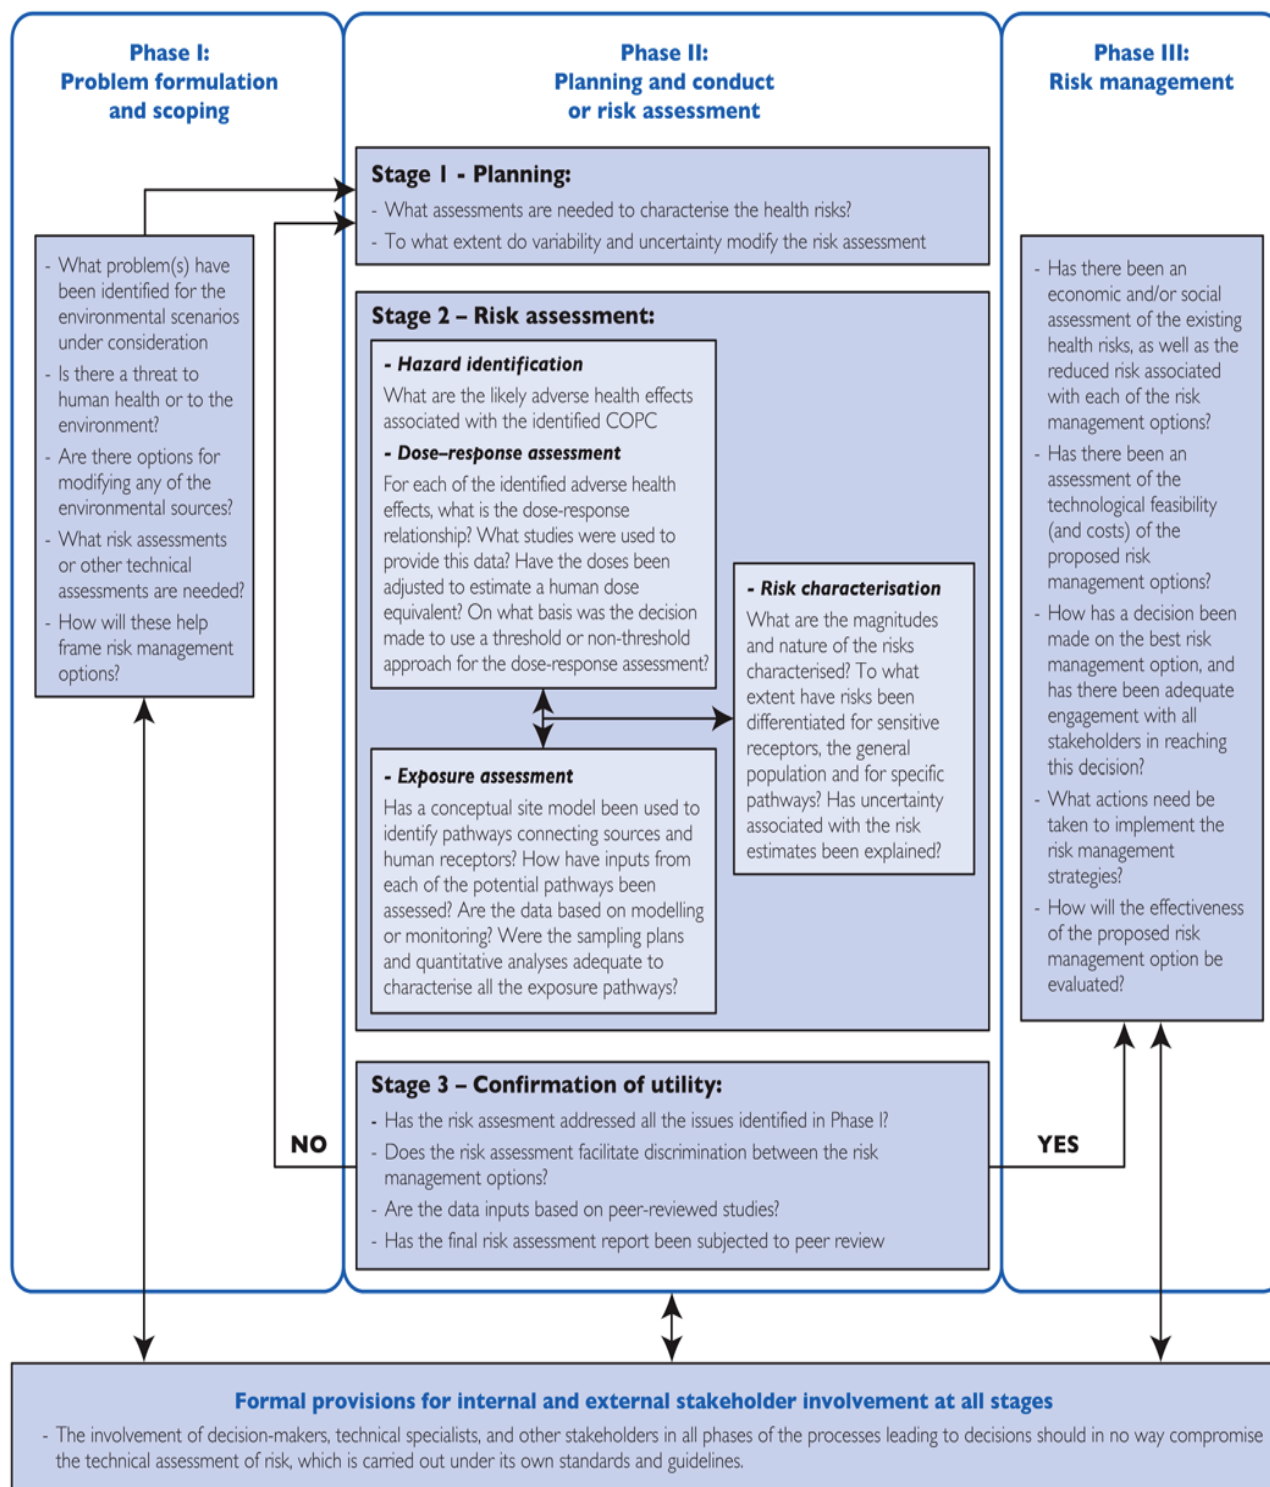 Phase I:
Problem formulation
and scoping
Phase II:
Planning and conduct
or risk assessment
Phase III:
Risk management
- What problem(s) have
been identified for the
environmental scenarios
under consideration
- Is there a threat to
human health or to the
environment?
- Are there options for
modifying any of the
environmental sources?
- What risk assessments
or other technical
assessments are needed?
- How will these help
frame risk management
options?
Stage 1 - Planning:
- What assessments are needed to characterise the health risks?
- To what extent do variability and uncertainty modify the risk assessment
Stage 2 – Risk assessment:
- Hazard identification
What are the likely adverse health effects
associated with the identified COPC
- Dose–response assessment
For each of the identified adverse health
effects, what is the dose-response
relationship? What studies were used to
provide this data? Have the doses been
adjusted to estimate a human dose
equivalent? On what basis was the decision
made to use a threshold or non-threshold
approach for the dose-response assessment?
- Exposure assessment
Has a conceptual site model been used to
identify pathways connecting sources and
human receptors? How have inputs from
each of the potential pathways been
assessed? Are the data based on modelling
or monitoring? Were the sampling plans
and quantitative analyses adequate to
characterise all the exposure pathways?
- Risk characterisation
What are the magnitudes
and nature of the risks
characterised? To what
extent have risks been
differentiated for sensitive
receptors, the general
population and for specific
pathways? Has uncertainty
associated with the risk
estimates been explained?
Stage 3 – Confirmation of utility:
- Has the risk assesment addressed all the issues identified in Phase I?
- Does the risk assessment facilitate discrimination between the risk
management options?
- Are the data inputs based on peer-reviewed studies?
- Has the final risk assessment report been subjected to peer review
NO
YES
- Has there been an
economic and/or social
assessment of the existing
health risks, as well as the
reduced risk associated
with each of the risk
management options?
- Has there been an
assessment of the
technological feasibility
(and costs) of the
proposed risk
management options?
- How has a decision been
made on the best risk
management option, and
has there been adequate
engagement with all
stakeholders in reaching
this decision?
- What actions need be
taken to implement the
risk management
strategies?
- How will the effectiveness
of the proposed risk
management option be
evaluated?
Formal provisions for internal and external stakeholder involvement at all stages
- The involvement of decision-makers, technical specialists, and other stakeholders in all phases of the processes leading to decisions should in no way compromise
the technical assessment of risk, which is carried out under its own standards and guidelines.